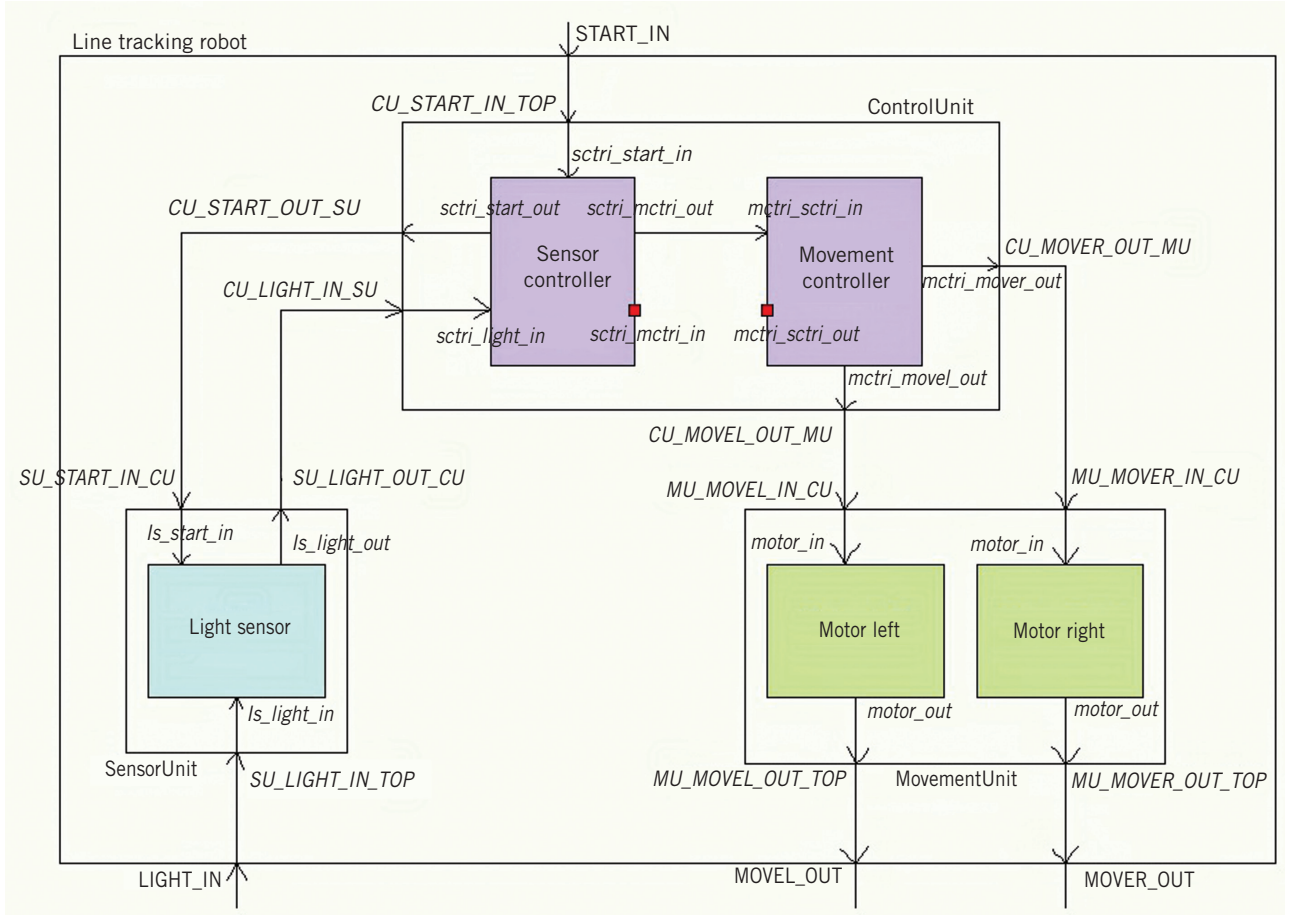 START_IN
Line tracking robot
CU_START_IN_TOP
ControlUnit
sctri_start_in
CU_START_OUT_SU
sctri_start_out
sctri_mctri_out
mctri_sctri_in
Sensor
controller
Movement
controller
CU_MOVER_OUT_MU
mctri_mover_out
CU_LIGHT_IN_SU
sctri_light_in
sctri_mctri_in
mctri_sctri_out
mctri_movel_out
CU_MOVEL_OUT_MU
SU_START_IN_CU
SU_LIGHT_OUT_CU
MU_MOVEL_IN_CU
MU_MOVER_IN_CU
ls_start_in
ls_light_out
motor_in
motor_in
Light sensor
Motor left
Motor right
ls_light_in
motor_out
motor_out
SensorUnit
SU_LIGHT_IN_TOP
MU_MOVEL_OUT_TOP
MovementUnit
MU_MOVER_OUT_TOP
LIGHT_IN
MOVEL_OUT
MOVER_OUT